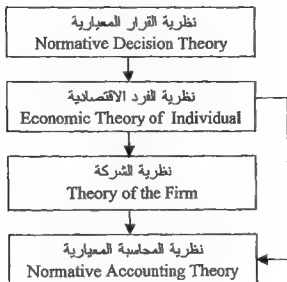 نظرية القرار المعيارية
Normative Decision Theory
نظرية الفرد الاقتصادية
Economic Theory of Individual
نظرية الشركة
Theory of the Firm
نظرية المحاسبة المعيارية
Normative Accounting Theory